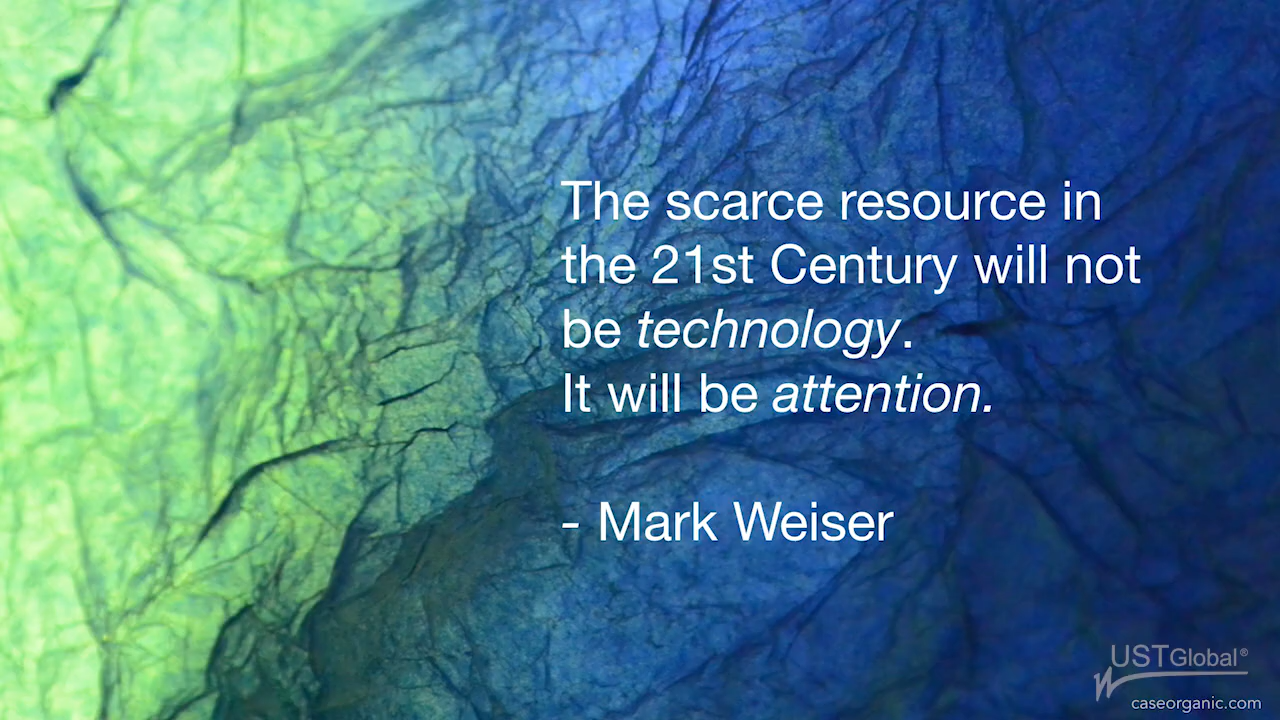 The scarce resource in
the 21st Century will not
be technology.
It will be attention.
- Mark Weiser
USTGlobal®
caseorganic.com